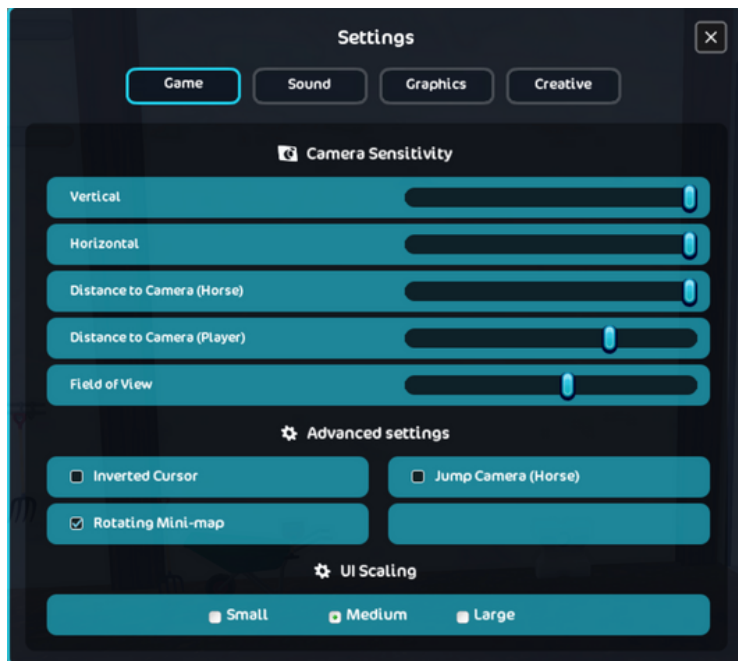 Settings
Game Sound Graphics Creative
Camera Sensitivity
Vertical
Horizontal
Distance to Camera (Horse)
Distance to Camera (Player)
Field of View
Advanced settings
Inverted Cursor Jump Camera (Horse)
Rotating Mini-map
UI Scaling
Small Medium Large